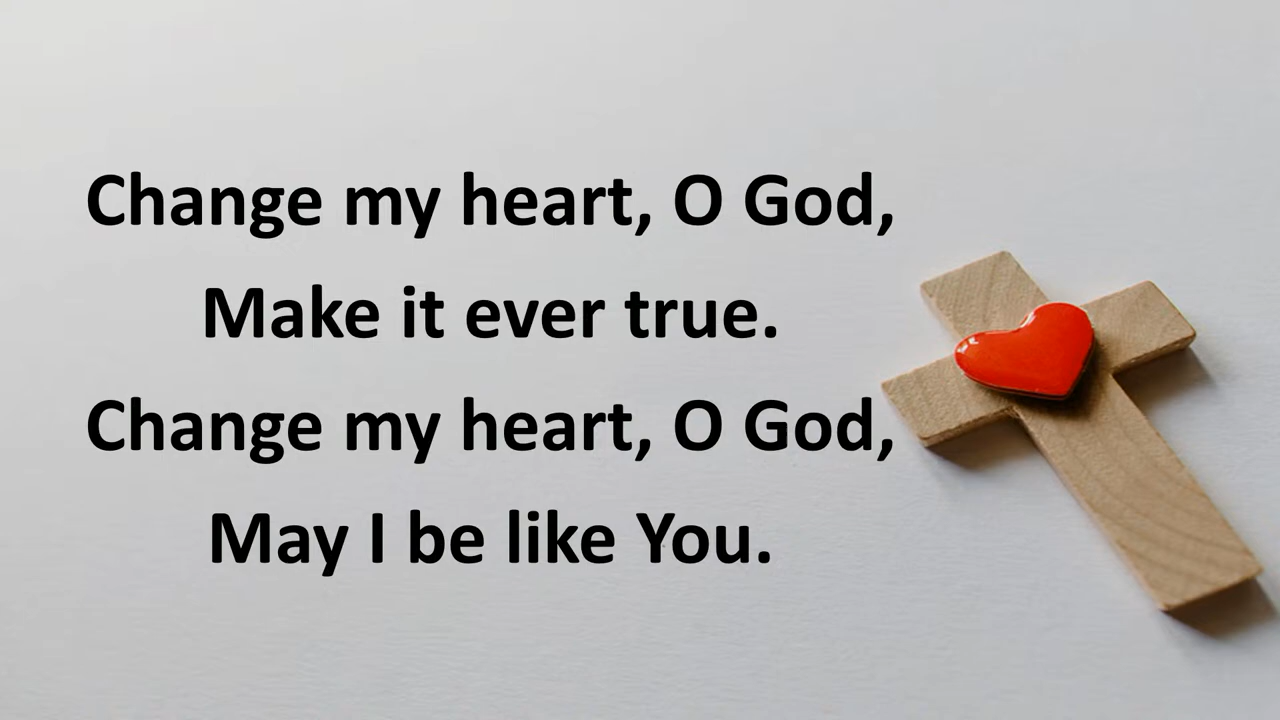 Change my heart, O God,
Make it ever true.
Change my heart, O God,
May I be like You.